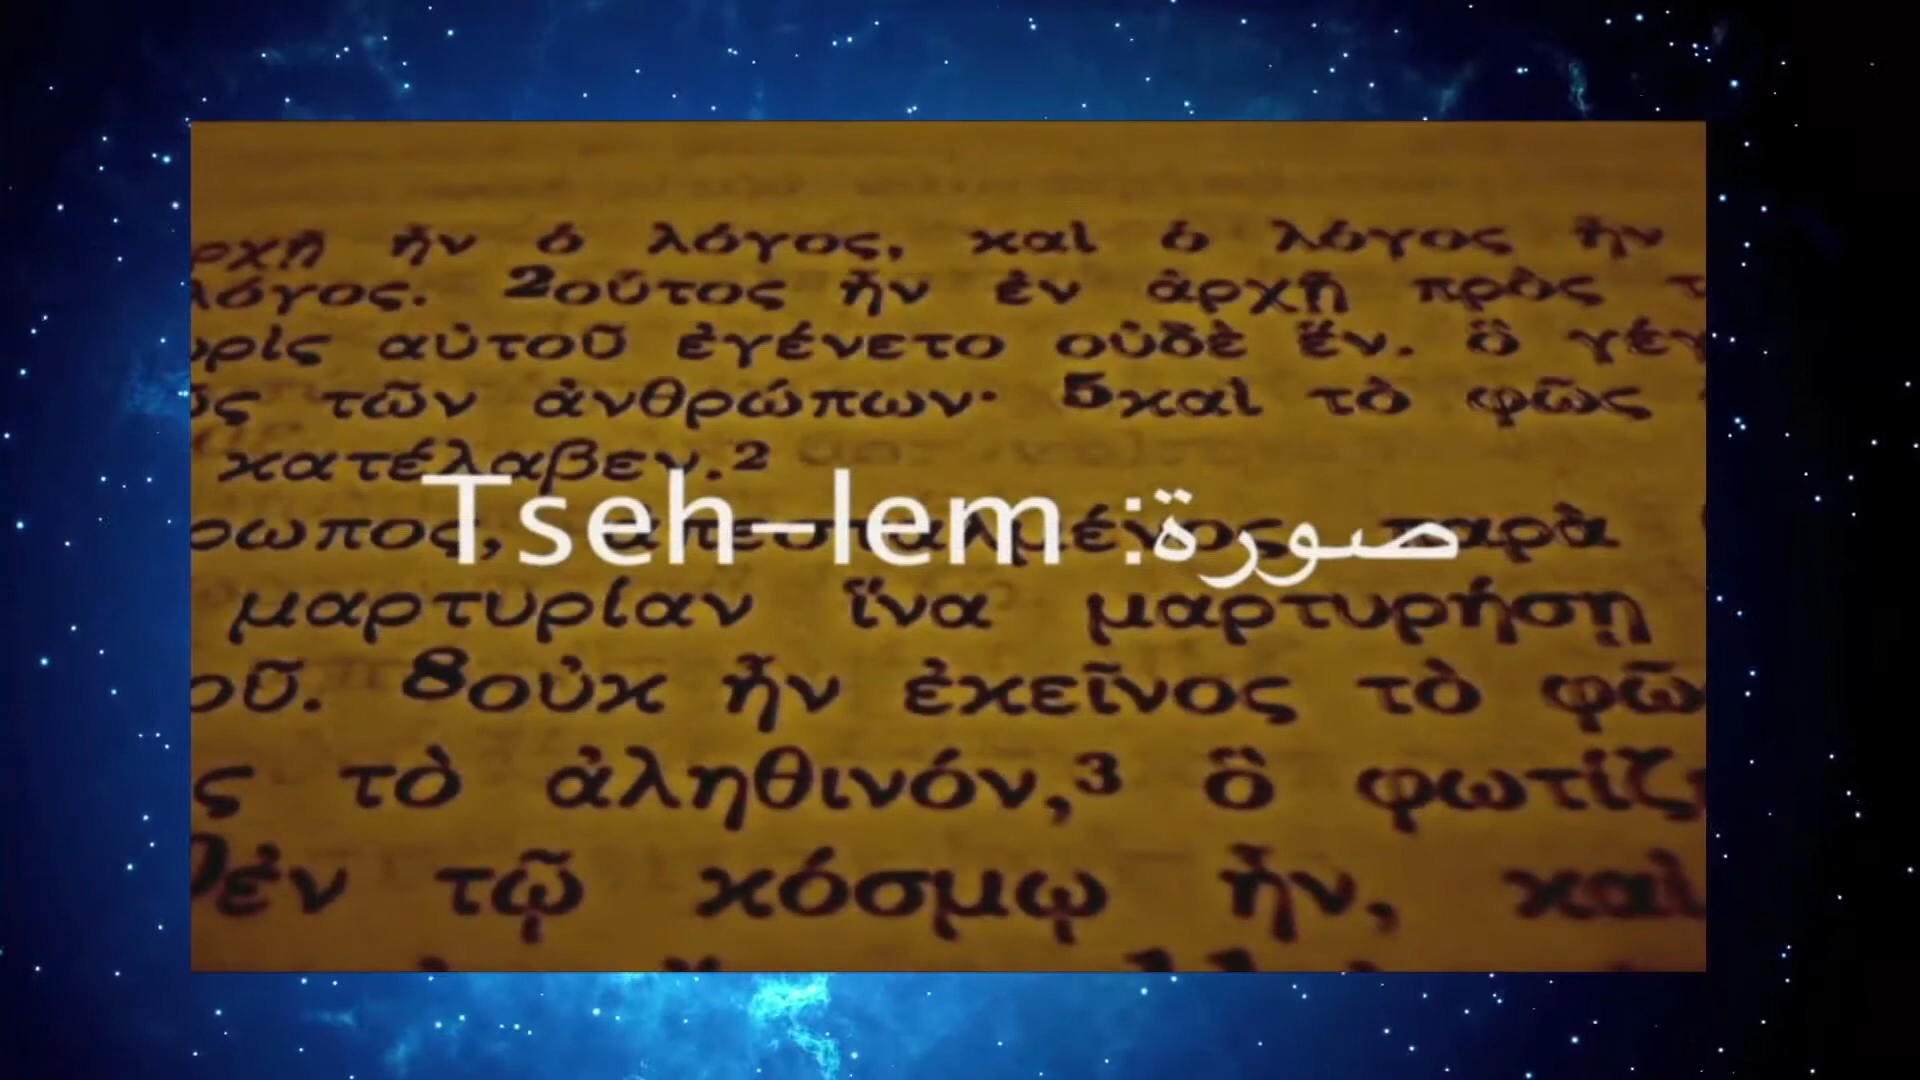 ἦν ὁ λόγος, καὶ ὁ λόγος ἦν
λόγος. 2οὗτος ἦν ἐν ἀρχῇ πρὸς
αὐτοῦ ἐγένετο οὐδὲ ἕν. ὃ
τῶν ἀνθρώπων· 5καὶ τὸ φῶς
κατέλαβεν.2
Tseh-lem :صورة
μαρτυρίαν ἵνα μαρτυρήσῃ
οῦ. 8οὐκ ἦν ἐκεῖνος τὸ
ς τὸ ἀληθινόν,3 ὃ
ἐν τῷ κόσμῳ ἦν, καὶ